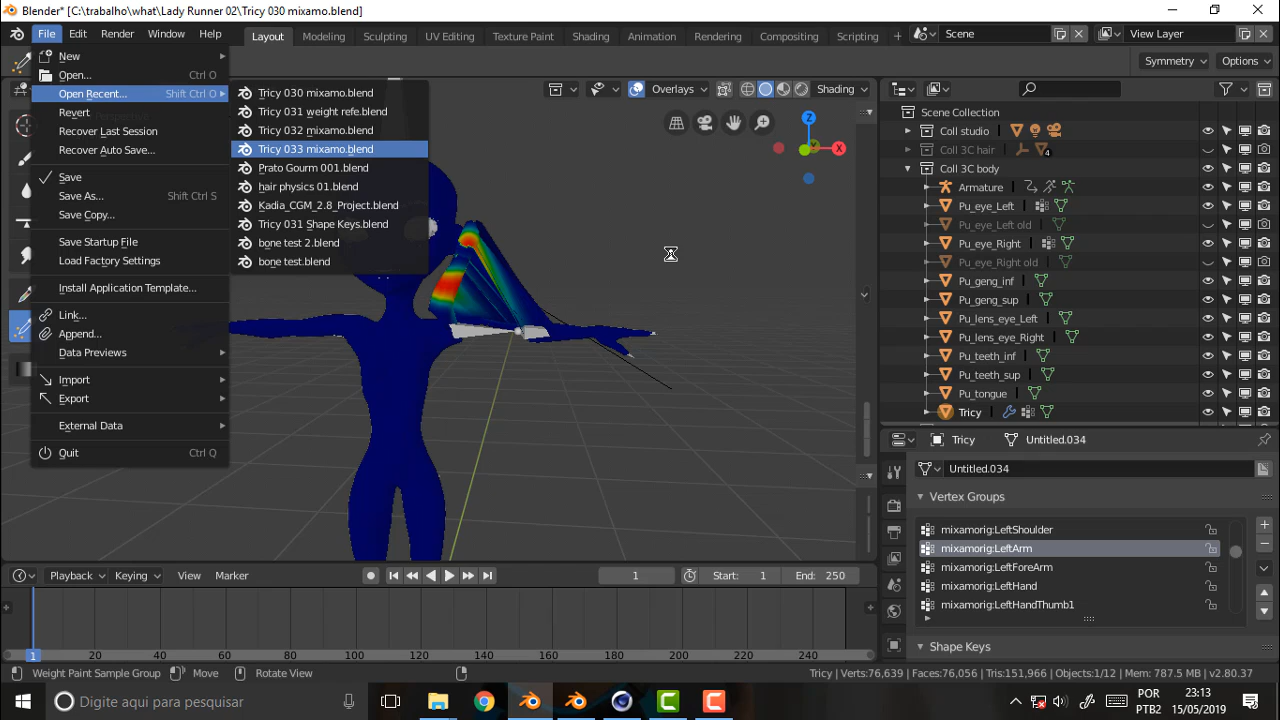 Blender* [C:\trabalho\what\Lady Runner 02\Tricy 030 mixamo.blend]
File Edit Render Window Help Layout Modeling Sculpting UV Editing Texture Paint Shading Animation Rendering Compositing Scripting + Scene View Layer
Symmetry Options
New
Open... Ctrl O
Open Recent... Shift Ctrl O
Revert
Recover Last Session
Recover Auto Save...
Save
Save As... Shift Ctrl S
Save Copy...
Save Startup File
Load Factory Settings
Install Application Template...
Link...
Append...
Data Previews
Import
Export
External Data
Quit Ctrl Q
Tricy 030 mixamo.blend
Tricy 031 weight refe.blend
Tricy 032 mixamo.blend
Tricy 033 mixamo.blend
Prato Gourm 001.blend
hair physics 01.blend
Kadia_CGM_2.8_Project.blend
Tricy 031 Shape Keys.blend
bone test 2.blend
bone test.blend
Overlays Shading
Z
X
Scene Collection
Coll studio
Coll 3C hair 4
Coll 3C body
Armature
Pu_eye_Left
Pu_eye_Left old
Pu_eye_Right
Pu_eye_Right old
Pu_geng_inf
Pu_geng_sup
Pu_lens_eye_Left
Pu_lens_eye_Right
Pu_teeth_inf
Pu_teeth_sup
Pu_tongue
Tricy
Tricy Untitled.034
Untitled.034
Vertex Groups
mixamorig:LeftShoulder
mixamorig:LeftArm
mixamorig:LeftForeArm
mixamorig:LeftHand
mixamorig:LeftHandThumb1
Shape Keys
Playback Keying View Marker 1 Start: 1 End: 250
1 20 40 60 80 100 120 140 160 180 200 220 240
Weight Paint Sample Group Move Rotate View Tricy | Verts:76,639 | Faces:76,056 | Tris:151,966 | Objects:1/12 | Mem: 787.5 MB | v2.80.37
Digite aqui para pesquisar
POR
PTB2
23:13
15/05/2019